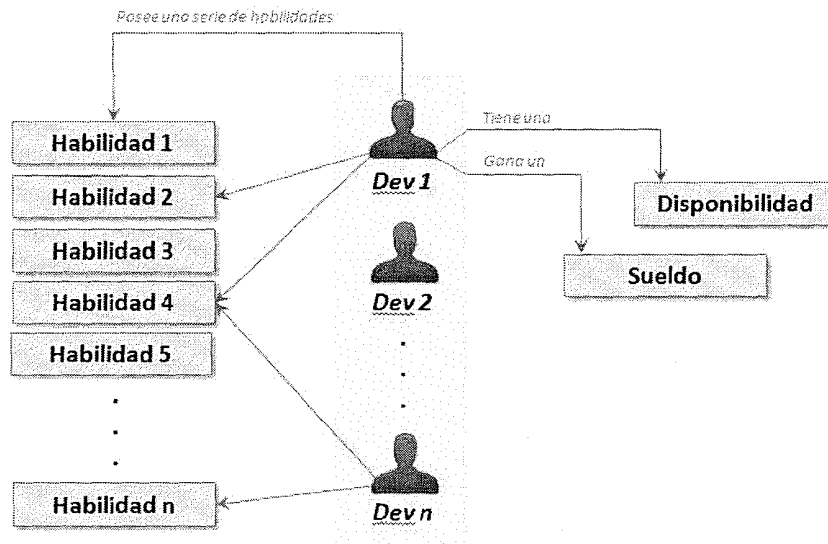 Posee una serie de habilidades
Habilidad 1
Habilidad 2
Habilidad 3
Habilidad 4
Habilidad 5
Habilidad n
Dev 1
Dev 2
Dev n
Tiene una
Gana un
Disponibilidad
Sueldo